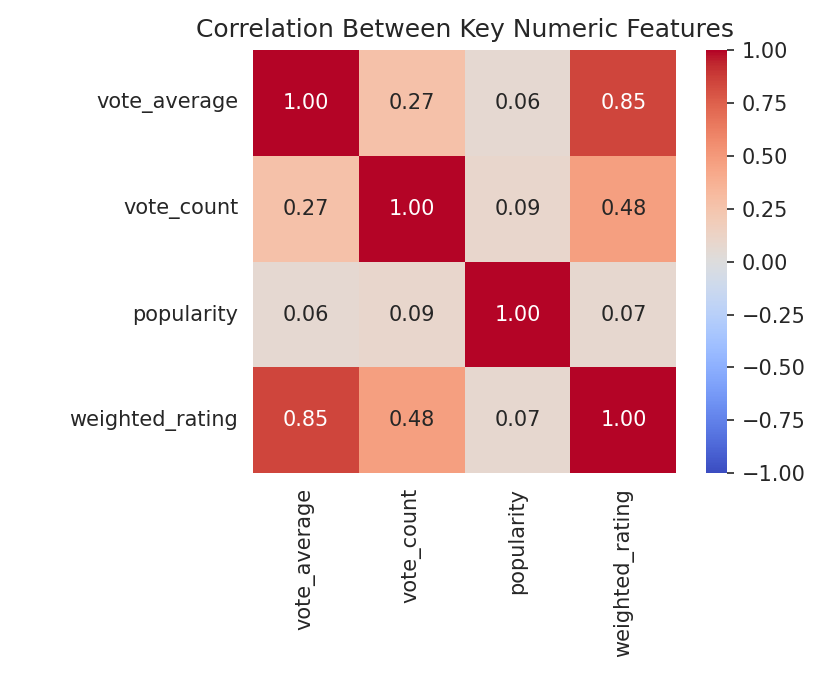 Correlation Between Key Numeric Features
vote_average 1.00 0.27 0.06 0.85
vote_count 0.27 1.00 0.09 0.48
popularity 0.06 0.09 1.00 0.07
weighted_rating 0.85 0.48 0.07 1.00
vote_average
vote_count
popularity
weighted_rating
1.00
0.75
0.50
0.25
0.00
−0.25
−0.50
−0.75
−1.00